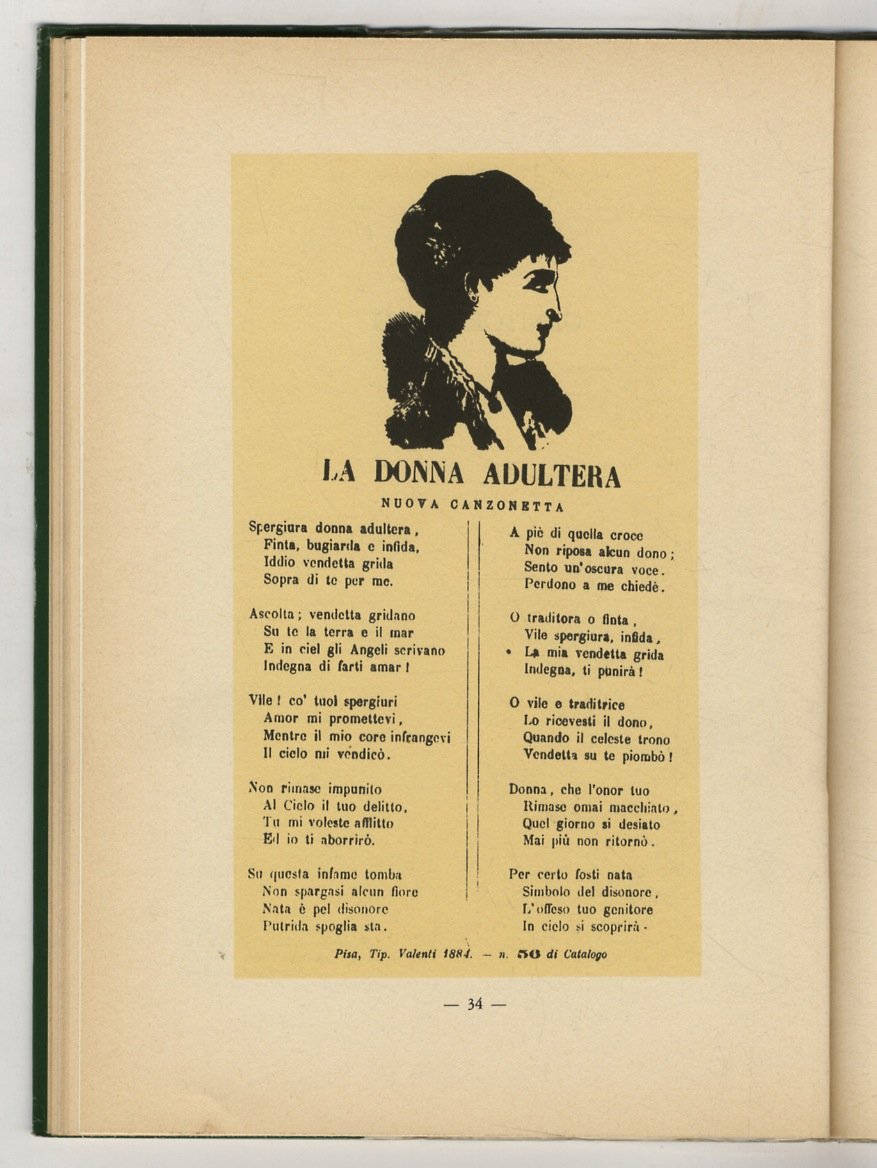 LA DONNA ADULTERA
NUOVA CANZONETTA
Spergiura donna adultera,
Finta, bugiarda e infida,
Iddio vendetta grida
Sopra di te per me.
Ascolta; vendetta gridano
Su te la terra e il mar
E in ciel gli Angeli scrivano
Indegna di farti amar!
Vile! co' tuoi spergiuri
Amor mi promettevi,
Mentre il mio core infrangevi
Il cielo mi vendicò.
Non rimase impunito
Al Cielo il tuo delitto,
Tu mi voleste afflitto
Ed io ti aborrirò.
Su questa infame tomba
Non spargasi alcun fiore
Nata è pel disonore
Putrida spoglia sta.
A piè di quella croce
Non riposa alcun dono;
Sento un'oscura voce.
Perdono a me chiedè.
O traditora o finta,
Vile spergiura, infida,
La mia vendetta grida
Indegna, ti punirà!
O vile e traditrice
Lo ricevesti il dono,
Quando il celeste trono
Vendetta su te piombò!
Donna, che l'onor tuo
Rimase omai macchiato,
Quel giorno sì desiato
Mai più non ritornò.
Per certo fosti nata
Simbolo del disonore,
L'offeso tuo genitore
In cielo si scoprirà.
Pisa, Tip. Valenti 1884. — n. 56 di Catalogo
— 34 —